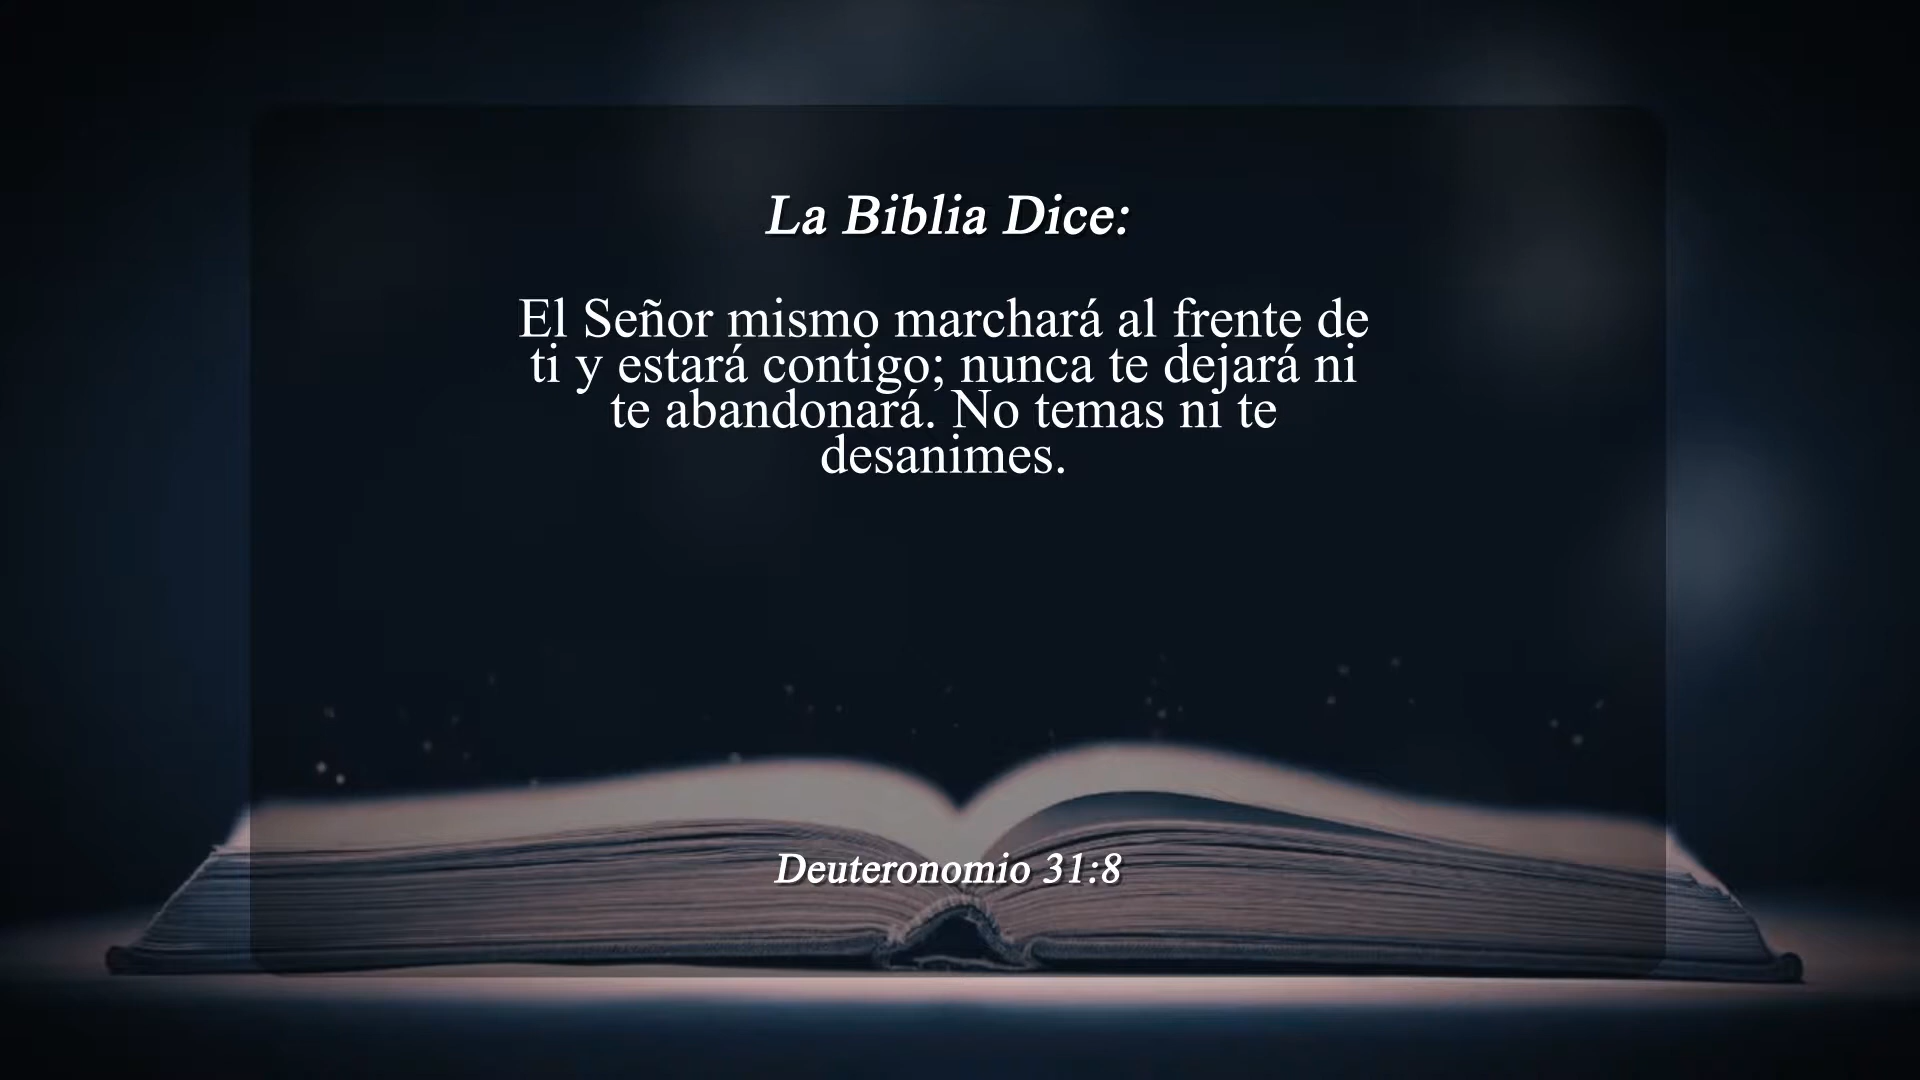 La Biblia Dice:
El Señor mismo marchará al frente de
ti y estará contigo; nunca te dejará ni
te abandonará. No temas ni te
desanimes.
Deuteronomio 31:8